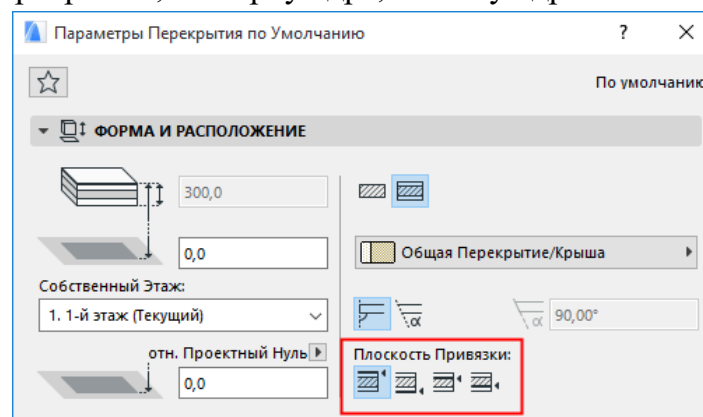 Параметры Перекрытия по Умолчанию ? ×
По умолчанию
ФОРМА И РАСПОЛОЖЕНИЕ
300,0
0,0
Общая Перекрытие/Крыша
Собственный Этаж:
1. 1-й этаж (Текущий)
α α 90,00°
отн. Проектный Нуль
Плоскость Привязки:
0,0